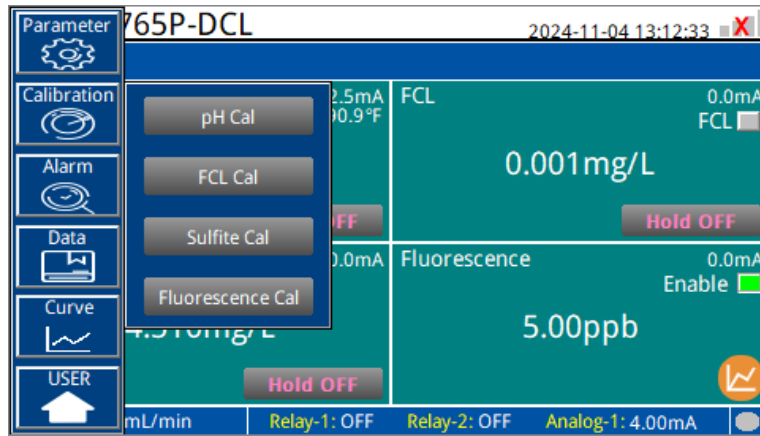 Parameter
765P-DCL
2024-11-04 13:12:33
X
Calibration
pH Cal
2.5mA
90.9°F
FCL
0.0mA
FCL
FCL Cal
0.001mg/L
Alarm
OFF
Hold OFF
Data
Sulfite Cal
0.0mA
Fluorescence
0.0mA
Enable
Curve
Fluorescence Cal
mg/L
5.00ppb
USER
Hold OFF
mL/min
Relay-1: OFF
Relay-2: OFF
Analog-1: 4.00mA